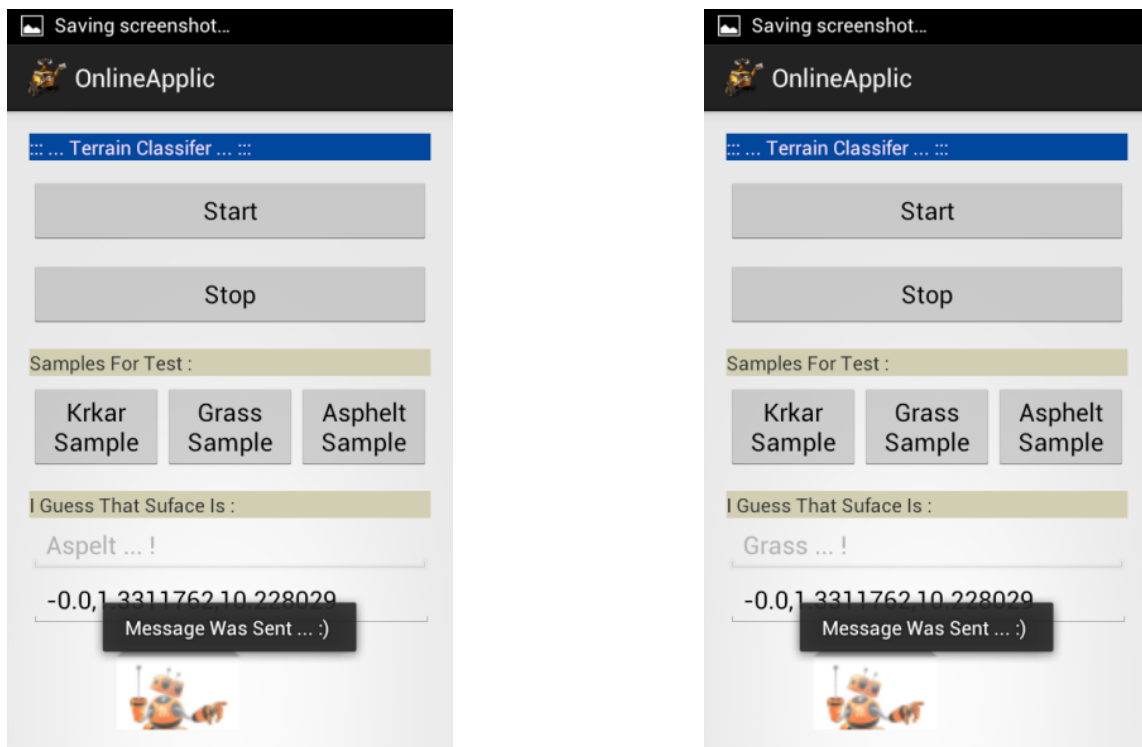 Saving screenshot...
OnlineApplic
::: ... Terrain Classifer ... :::
Start
Stop
Samples For Test :
Krkar
Sample
Grass
Sample
Asphelt
Sample
I Guess That Suface Is :
Aspelt ... !
-0.0,1.3311762,10.228029
Message Was Sent ... :)
Saving screenshot...
OnlineApplic
::: ... Terrain Classifer ... :::
Start
Stop
Samples For Test :
Krkar
Sample
Grass
Sample
Asphelt
Sample
I Guess That Suface Is :
Grass ... !
-0.0,1.3311762,10.228029
Message Was Sent ... :)